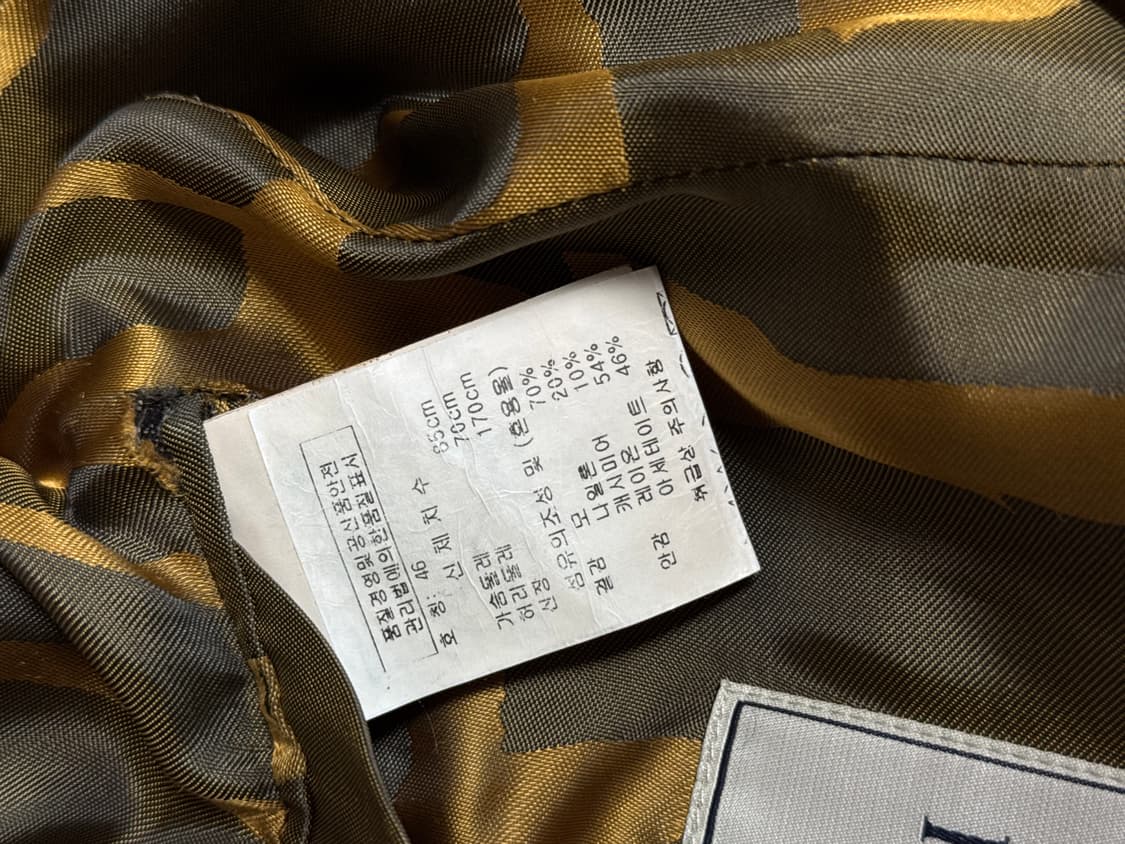 품질경영및공산품안전
관리법에의한품질표시
호 칭: 46
신 체 치 수
가슴둘레 85cm
허리둘레 70cm
신장 170cm
섬유의조성 및 (혼용율)
겉감 모 70%
나일론 20%
캐시미어 10%
안감 레이온 54%
아세테이트 46%
취급상 주의사항